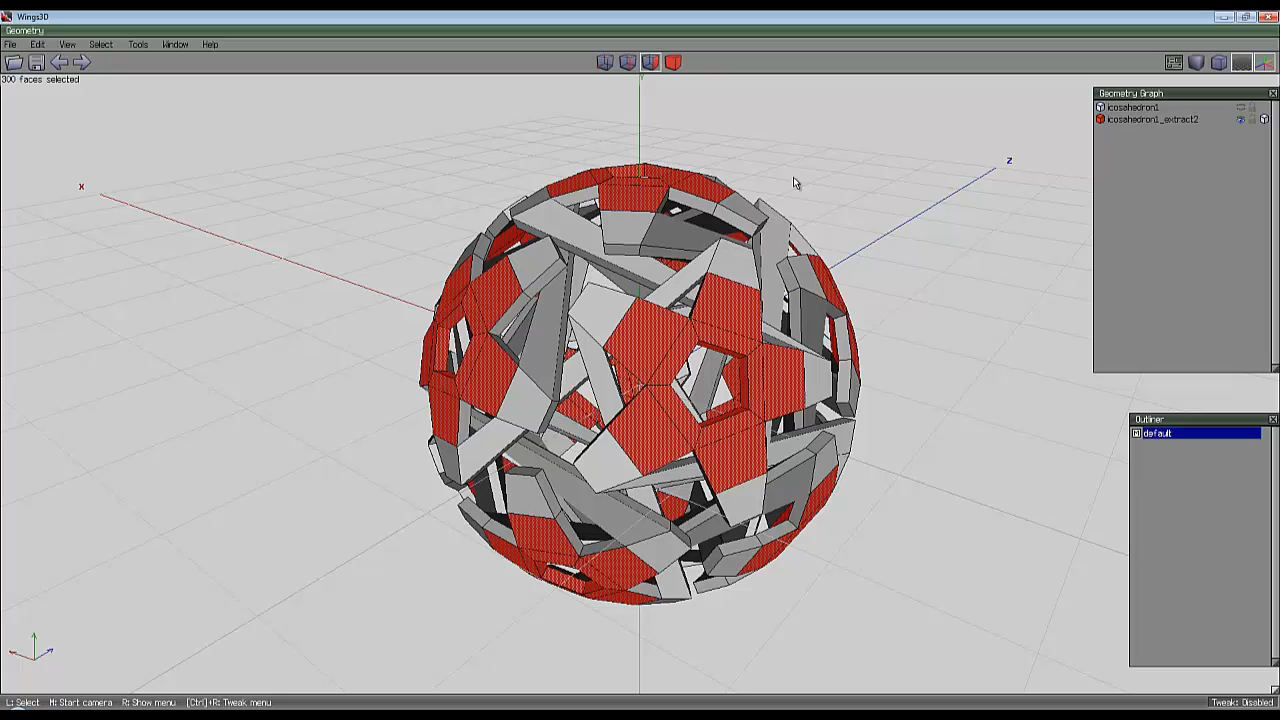 Wings3D
Geometry
File Edit View Select Tools Window Help
300 faces selected
Geometry Graph
icosahedron1
icosahedron1_extract2
Y
X
Z
Outliner
M default
L: Select M: Start camera R: Show menu [Ctrl]+R: Tweak menu
Tweak: Disabled